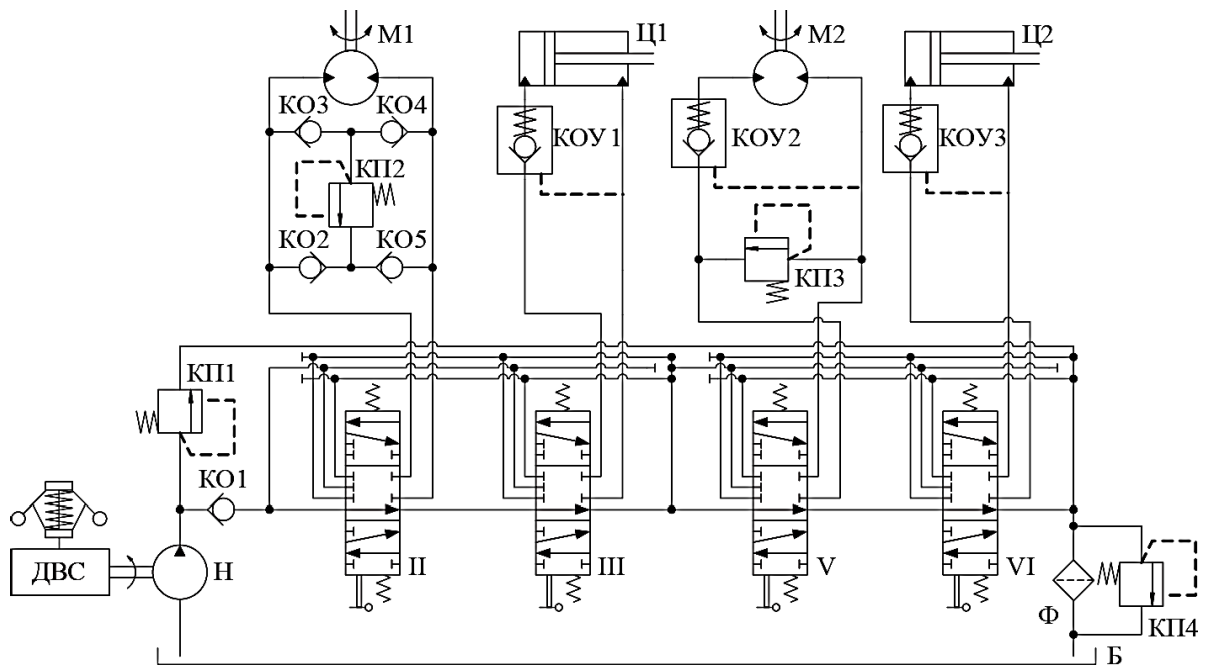 М1
Ц1
М2
Ц2
КО3
КО4
КОУ1
КОУ2
КОУ3
КП2
КО2
КО5
КП3
КП1
КО1
ДВС
Н
II
III
V
VI
Ф
КП4
Б